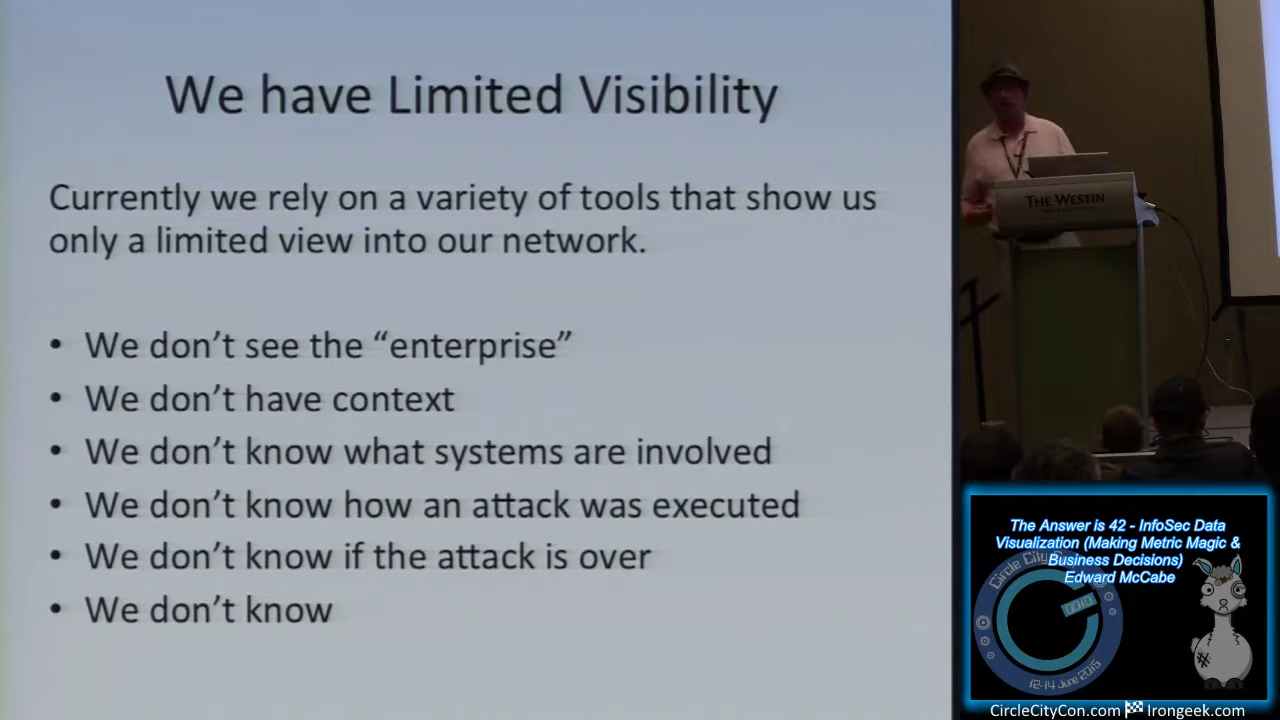 We have Limited Visibility
Currently we rely on a variety of tools that show us
only a limited view into our network.
• We don’t see the “enterprise”
• We don’t have context
• We don’t know what systems are involved
• We don’t know how an attack was executed
• We don’t know if the attack is over
• We don’t know
THE WESTIN
The Answer is 42 - InfoSec Data
Visualization (Making Metric Magic &
Business Decisions)
Edward McCabe
Circle City
12-14 June 2015
CircleCityCon.com Irongeek.com